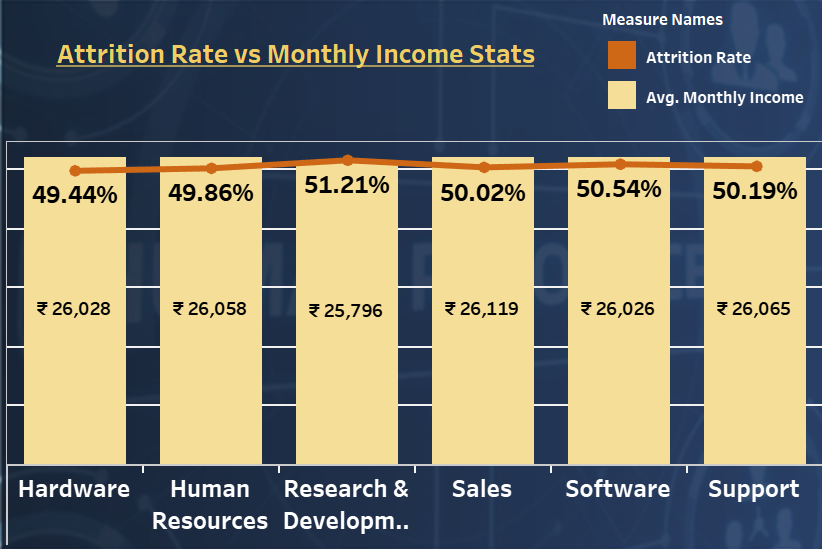 Measure Names
Attrition Rate vs Monthly Income Stats
Attrition Rate
Avg. Monthly Income
49.44% 49.86% 51.21% 50.02% 50.54% 50.19%
₹ 26,028 ₹ 26,058 ₹ 25,796 ₹ 26,119 ₹ 26,026 ₹ 26,065
Hardware Human Research & Sales Software Support
Resources Developm..